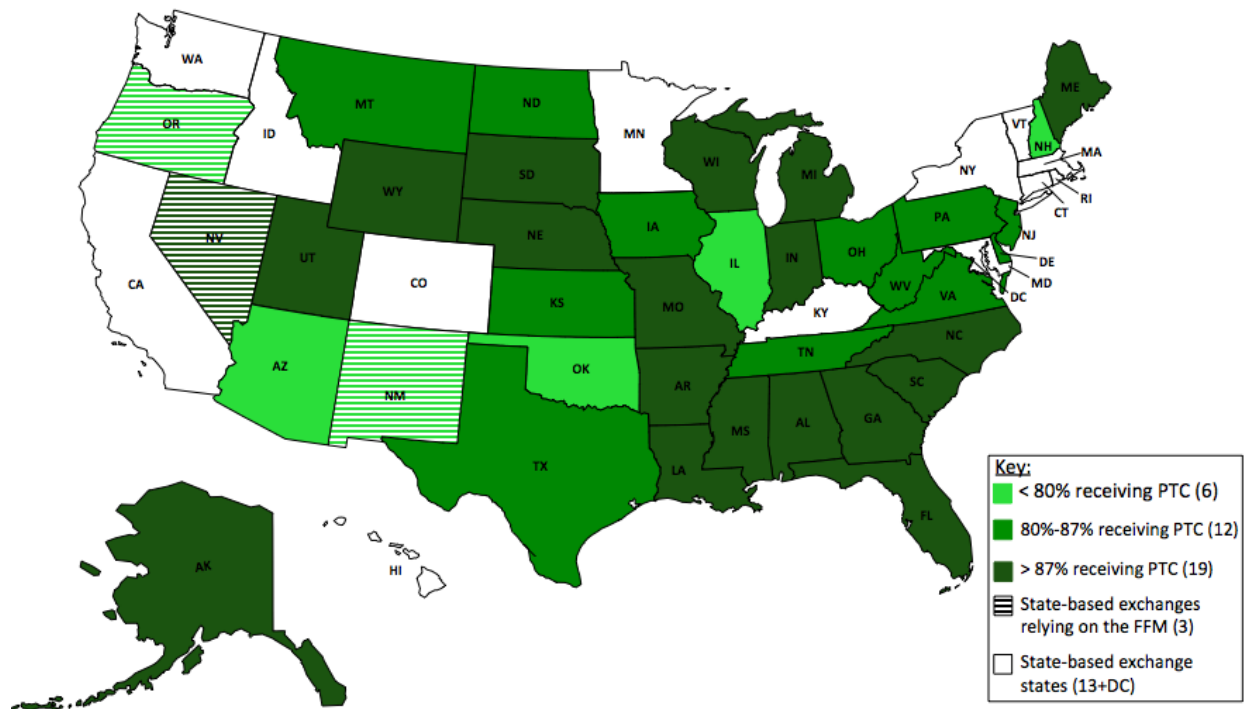 WA
MT
ND
MN
ME
OR
ID
VT
NH
MA
NY
WI
MI
SD
WY
RI
CT
PA
NJ
IA
NE
NV
OH
DE
IL
IN
UT
MD
CA
CO
WV
VA
DC
KS
MO
KY
NC
TN
AZ
OK
NM
AR
SC
GA
MS
AL
TX
LA
FL
AK
HI
Key:
< 80% receiving PTC (6)
80%-87% receiving PTC (12)
> 87% receiving PTC (19)
State-based exchanges
relying on the FFM (3)
State-based exchange
states (13+DC)